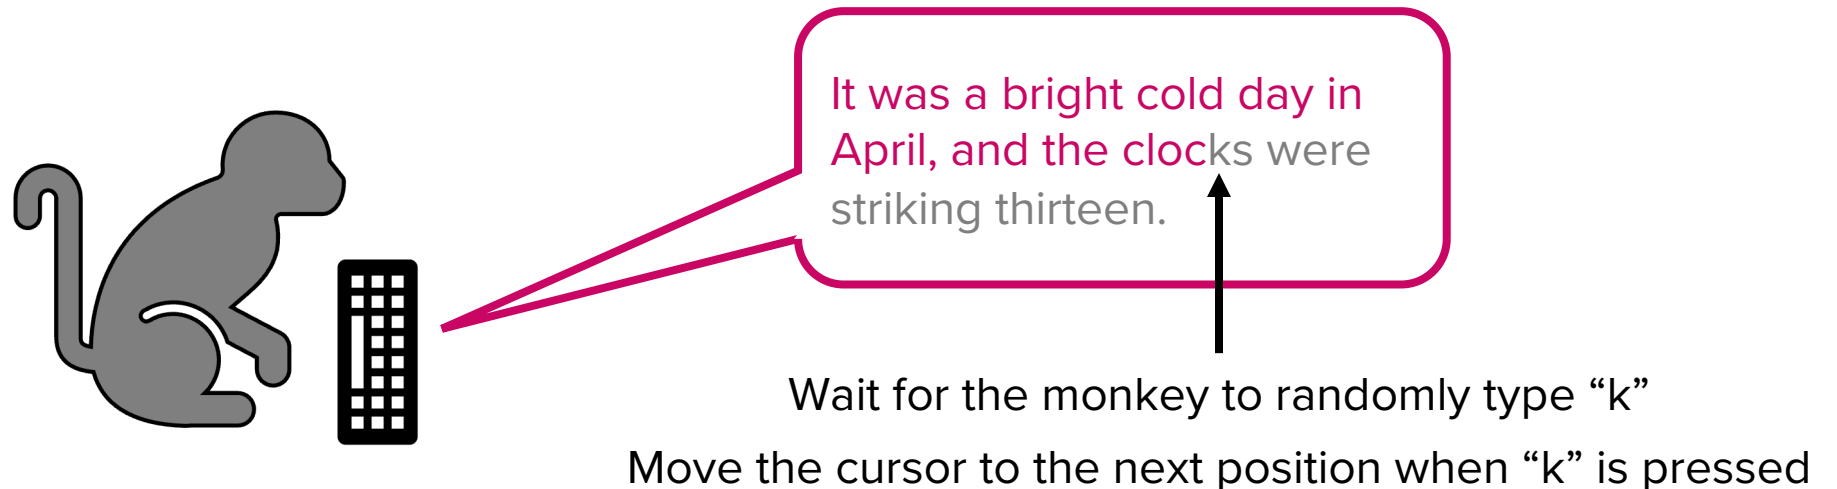 It was a bright cold day in
April, and the clocks were
striking thirteen.
Wait for the monkey to randomly type “k”
Move the cursor to the next position when “k” is pressed